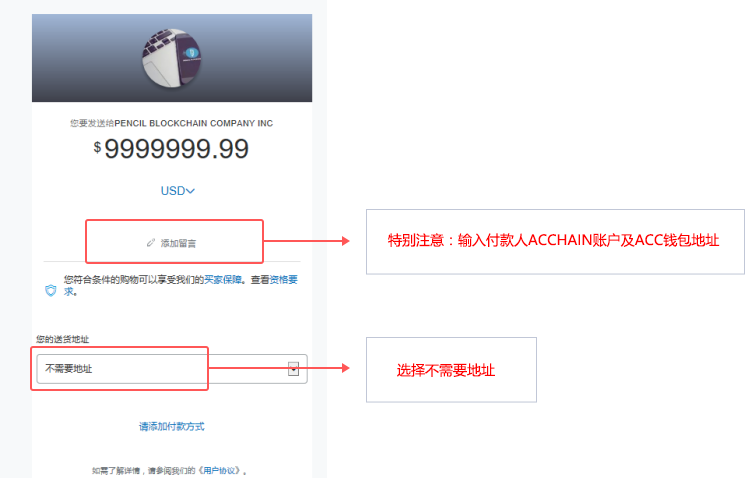 您要发送给PENCIL BLOCKCHAIN COMPANY INC
$9999999.99
USD
添加留言
特别注意：输入付款人ACCHAIN账户及ACC钱包地址
您符合条件的购物可以享受我们的买家保障。查看资格要
求。
您的送货地址
不需要地址
选择不需要地址
请添加付款方式
如需了解详情，请参阅我们的《用户协议》。